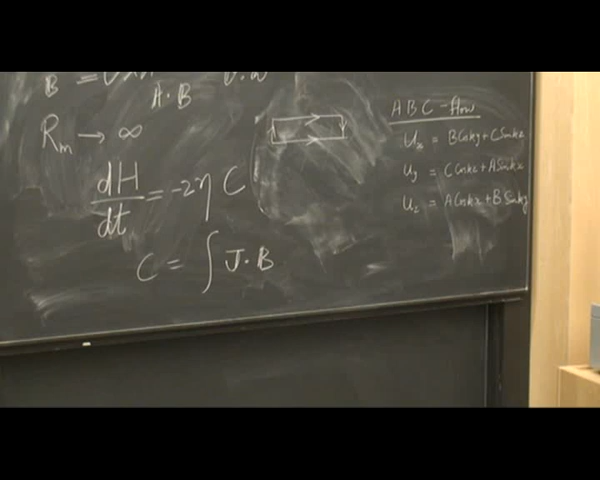 B = ∇×A
A·B
R_m → ∞
dH/dt = -2η C
C = ∫ J·B
ABC-flow
U_x = B Cos ky + C Sin kz
U_y = C Cos kz + A Sin kx
U_z = A Cos kx + B Sin ky